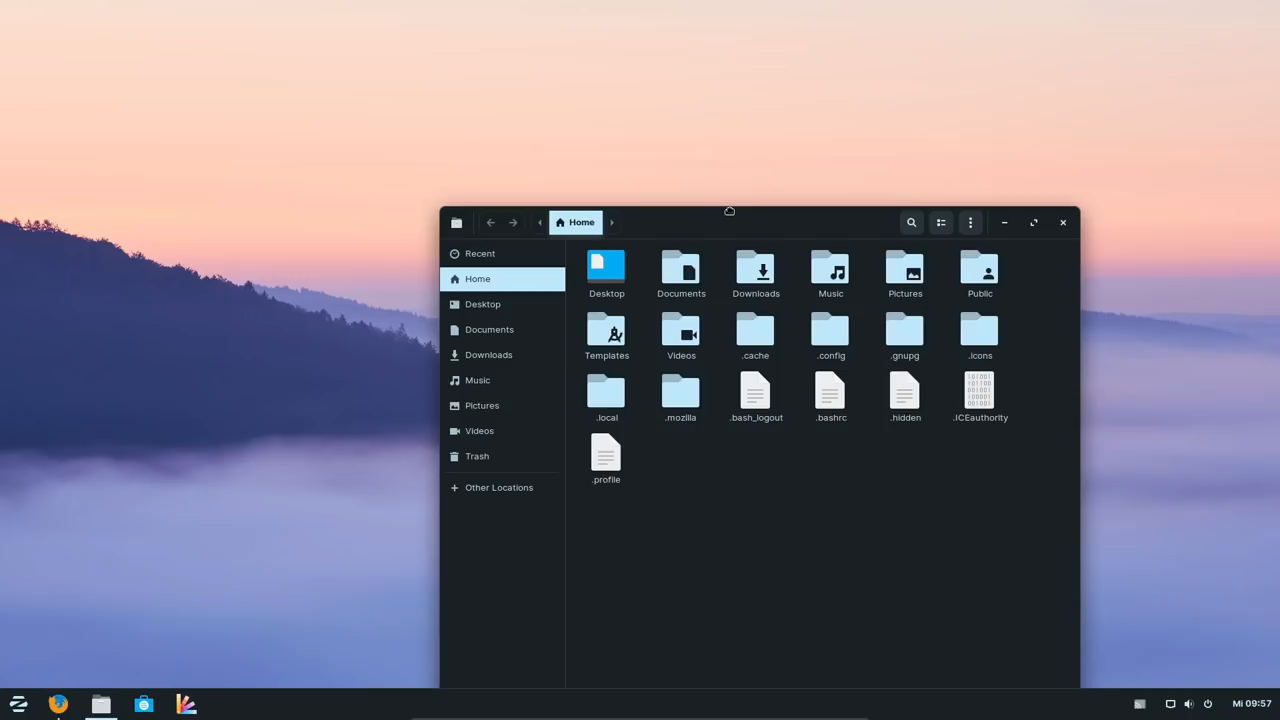 Home
Recent
Home
Desktop
Documents
Downloads
Music
Pictures
Videos
Trash
Other Locations
Desktop Documents Downloads Music Pictures Public
Templates Videos .cache .config .gnupg .icons
.local .mozilla .bash_logout .bashrc .hidden .ICEauthority
.profile
Mi 09:57